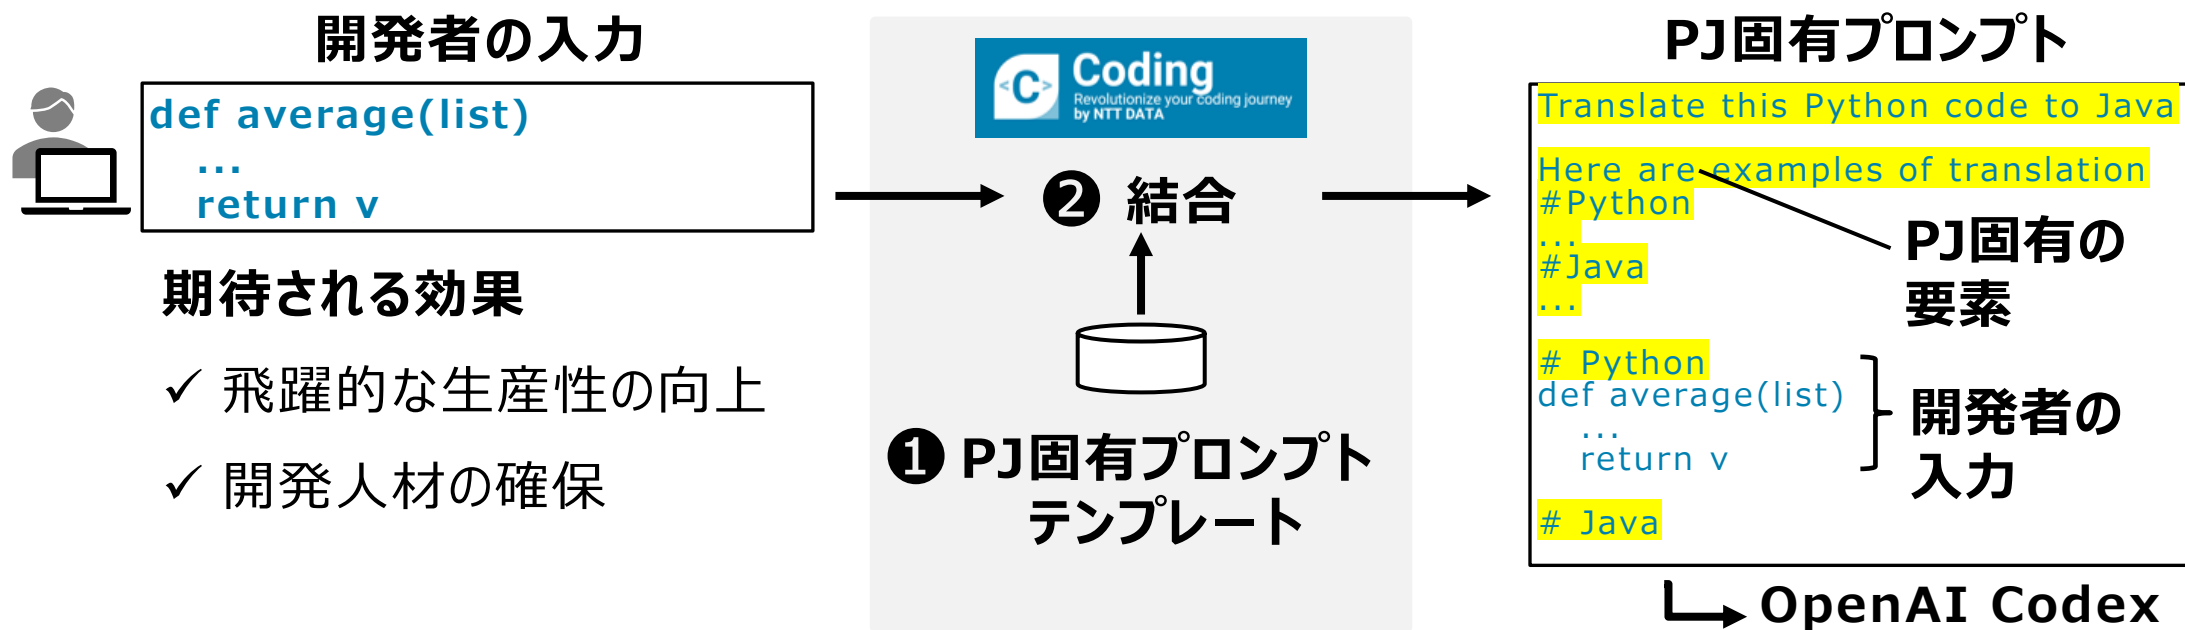 開発者の入力
def average(list)
...
return v
期待される効果
✓ 飛躍的な生産性の向上
✓ 開発人材の確保
<C> Coding
Revolutionize your coding journey
by NTT DATA
❷ 結合
❶ PJ固有プロンプト
テンプレート
PJ固有プロンプト
Translate this Python code to Java
Here are examples of translation
#Python
...
#Java
...
# Python
def average(list)
...
return v
# Java
PJ固有の
要素
開発者の
入力
OpenAI Codex